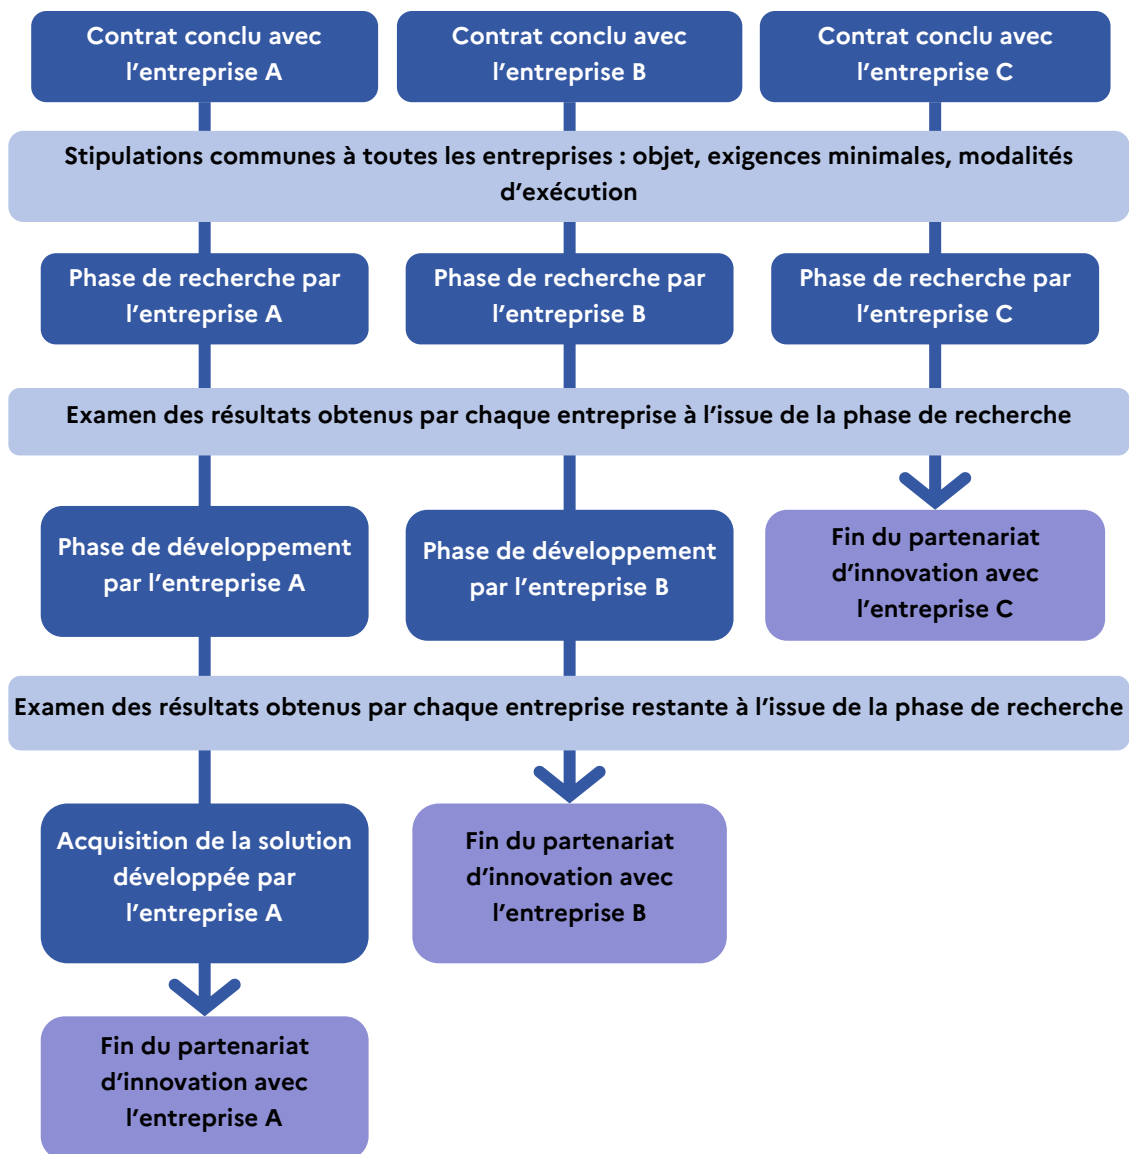 Contrat conclu avec
l'entreprise A
Contrat conclu avec
l'entreprise B
Contrat conclu avec
l'entreprise C
Stipulations communes à toutes les entreprises : objet, exigences minimales, modalités
d'exécution
Phase de recherche par
l'entreprise A
Phase de recherche par
l'entreprise B
Phase de recherche par
l'entreprise C
Examen des résultats obtenus par chaque entreprise à l'issue de la phase de recherche
Phase de développement
par l'entreprise A
Phase de développement
par l'entreprise B
Fin du partenariat
d'innovation avec
l'entreprise C
Examen des résultats obtenus par chaque entreprise restante à l'issue de la phase de recherche
Acquisition de la solution
développée par
l'entreprise A
Fin du partenariat
d'innovation avec
l'entreprise B
Fin du partenariat
d'innovation avec
l'entreprise A